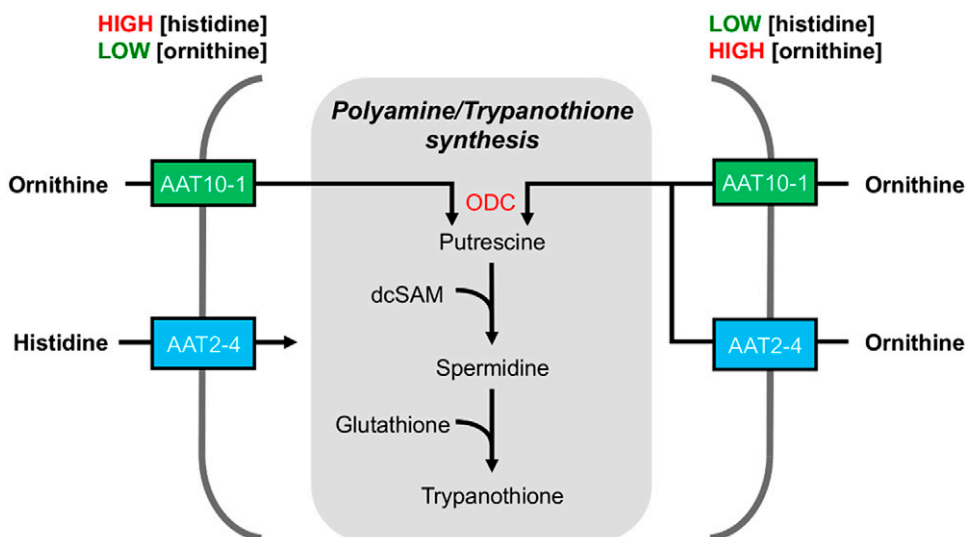 HIGH [histidine]
LOW [ornithine]
LOW [histidine]
HIGH [ornithine]
Polyamine/Trypanothione
synthesis
Ornithine
AAT10-1
AAT10-1
Ornithine
ODC
Putrescine
dcSAM
Histidine
AAT2-4
AAT2-4
Ornithine
Spermidine
Glutathione
Trypanothione